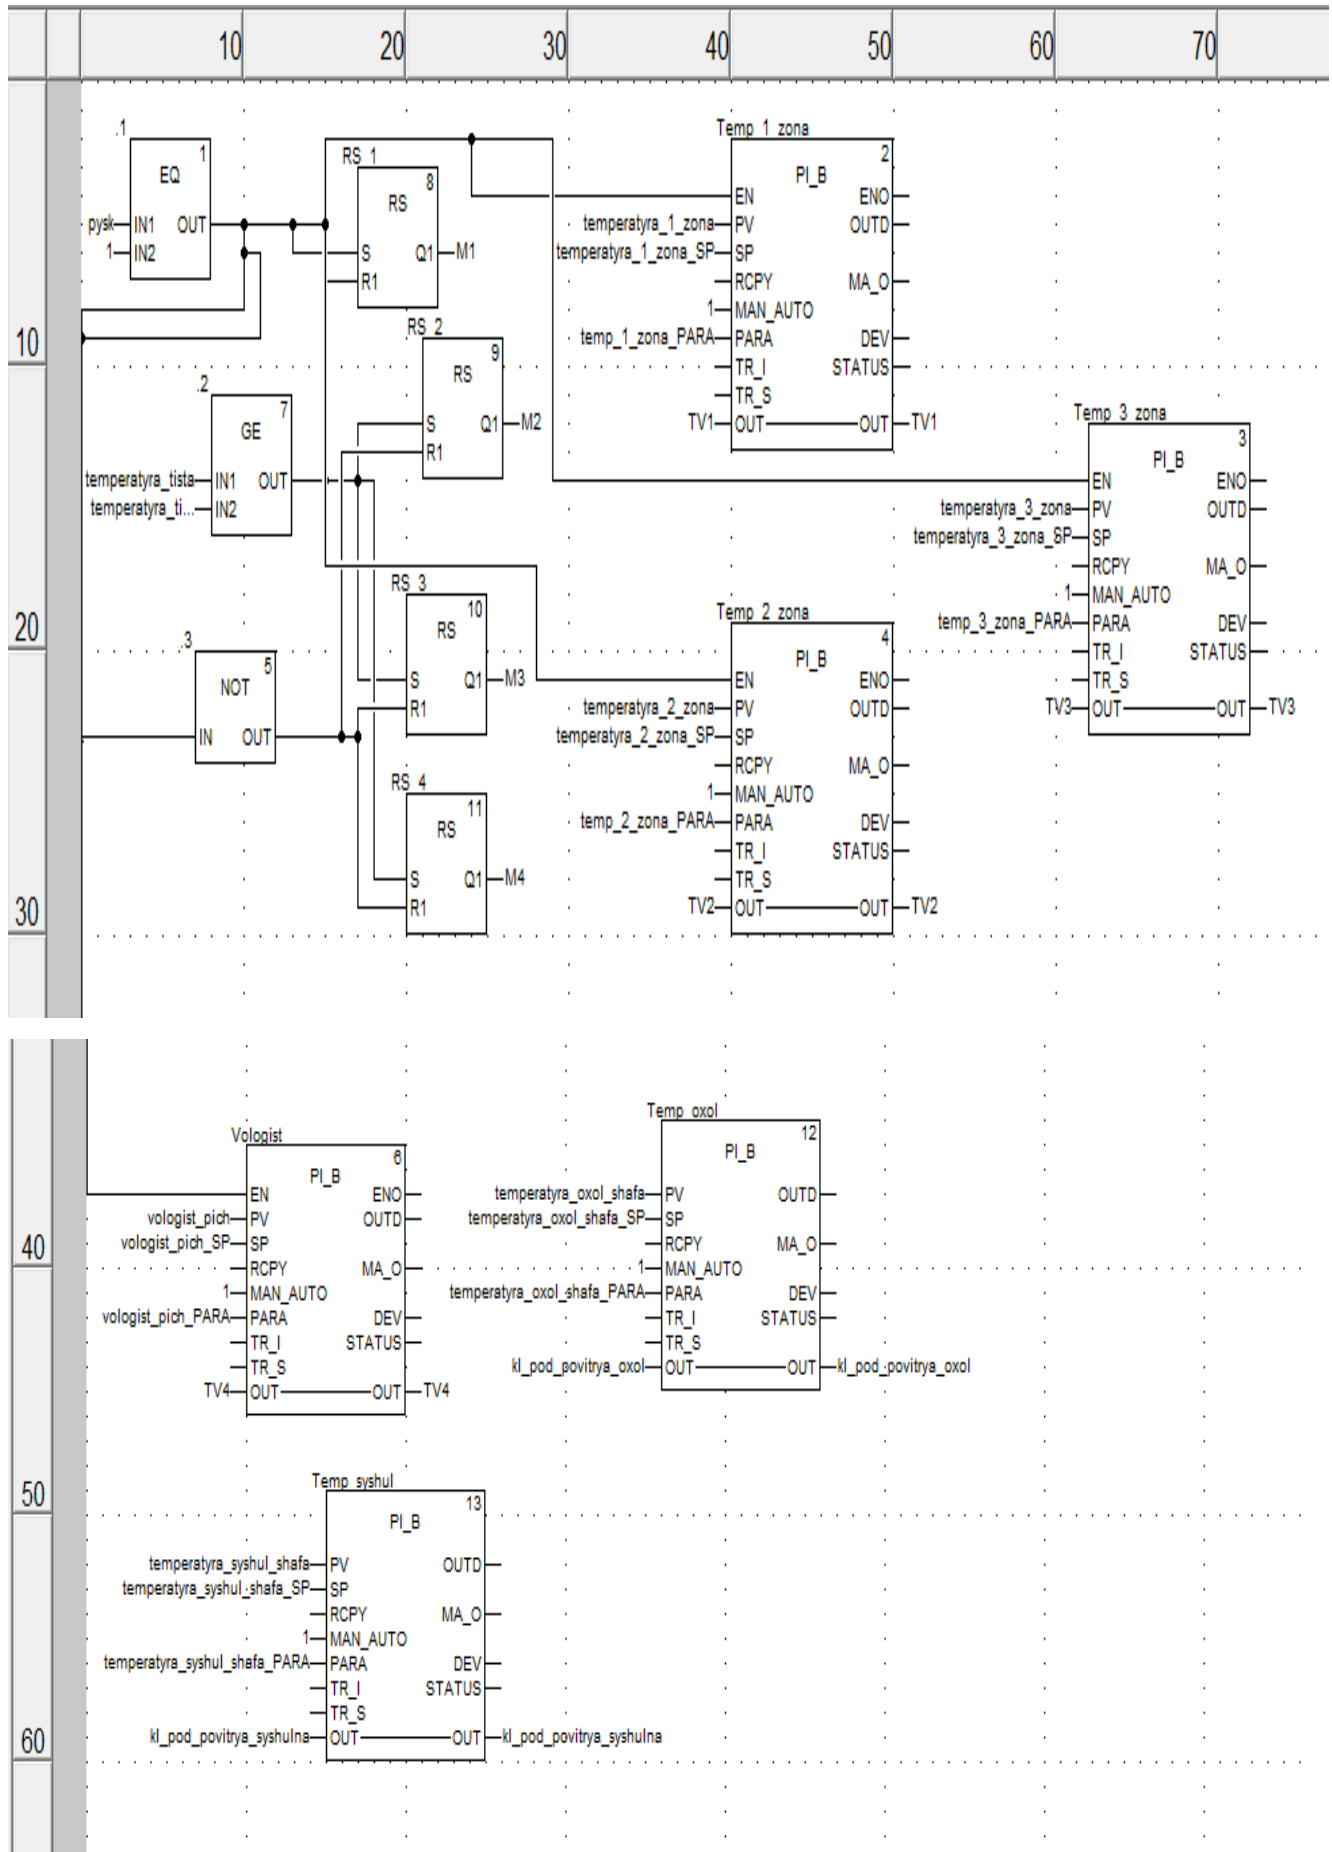 10 20 30 40 50 60 70
10
20
30
.1
1
EQ
pysk IN1 OUT
1 IN2
RS_1
8
RS
S Q1 M1
R1
RS_2
9
RS
S Q1 M2
R1
.2
7
GE
temperatyra_tista IN1 OUT
temperatyra_ti... IN2
RS_3
10
RS
S Q1 M3
R1
.3
5
NOT
IN OUT
RS_4
11
RS
S Q1 M4
R1
Temp_1_zona
2
PI_B
EN ENO
temperatyra_1_zona PV OUTD
temperatyra_1_zona_SP SP
RCPY MA_O
1 MAN_AUTO
temp_1_zona_PARA PARA DEV
TR_I STATUS
TR_S
TV1 OUT OUT TV1
Temp_3_zona
3
PI_B
EN ENO
temperatyra_3_zona PV OUTD
temperatyra_3_zona_SP SP
RCPY MA_O
1 MAN_AUTO
temp_3_zona_PARA PARA DEV
TR_I STATUS
TR_S
TV3 OUT OUT TV3
Temp_2_zona
4
PI_B
EN ENO
temperatyra_2_zona PV OUTD
temperatyra_2_zona_SP SP
RCPY MA_O
1 MAN_AUTO
temp_2_zona_PARA PARA DEV
TR_I STATUS
TR_S
TV2 OUT OUT TV2
40
50
60
Vologist
6
PI_B
EN ENO
vologist_pich PV OUTD
vologist_pich_SP SP
RCPY MA_O
1 MAN_AUTO
vologist_pich_PARA PARA DEV
TR_I STATUS
TR_S
TV4 OUT OUT TV4
Temp_oxol
12
PI_B
temperatyra_oxol_shafa PV OUTD
temperatyra_oxol_shafa_SP SP
RCPY MA_O
1 MAN_AUTO
temperatyra_oxol_shafa_PARA PARA DEV
TR_I STATUS
TR_S
kl_pod_povitrya_oxol OUT OUT kl_pod_povitrya_oxol
Temp_syshul
13
PI_B
temperatyra_syshul_shafa PV OUTD
temperatyra_syshul_shafa_SP SP
RCPY MA_O
1 MAN_AUTO
temperatyra_syshul_shafa_PARA PARA DEV
TR_I STATUS
TR_S
kl_pod_povitrya_syshulna OUT OUT kl_pod_povitrya_syshulna